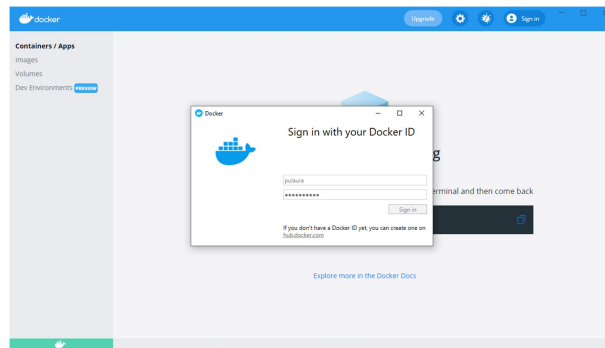 docker
Upgrade
Sign in
Containers / Apps
Images
Volumes
Dev Environments PREVIEW
Docker
Sign in with your Docker ID
g
pulaura
erminal and then come back
Sign in
If you don't have a Docker ID yet, you can create one on
hub.docker.com
Explore more in the Docker Docs